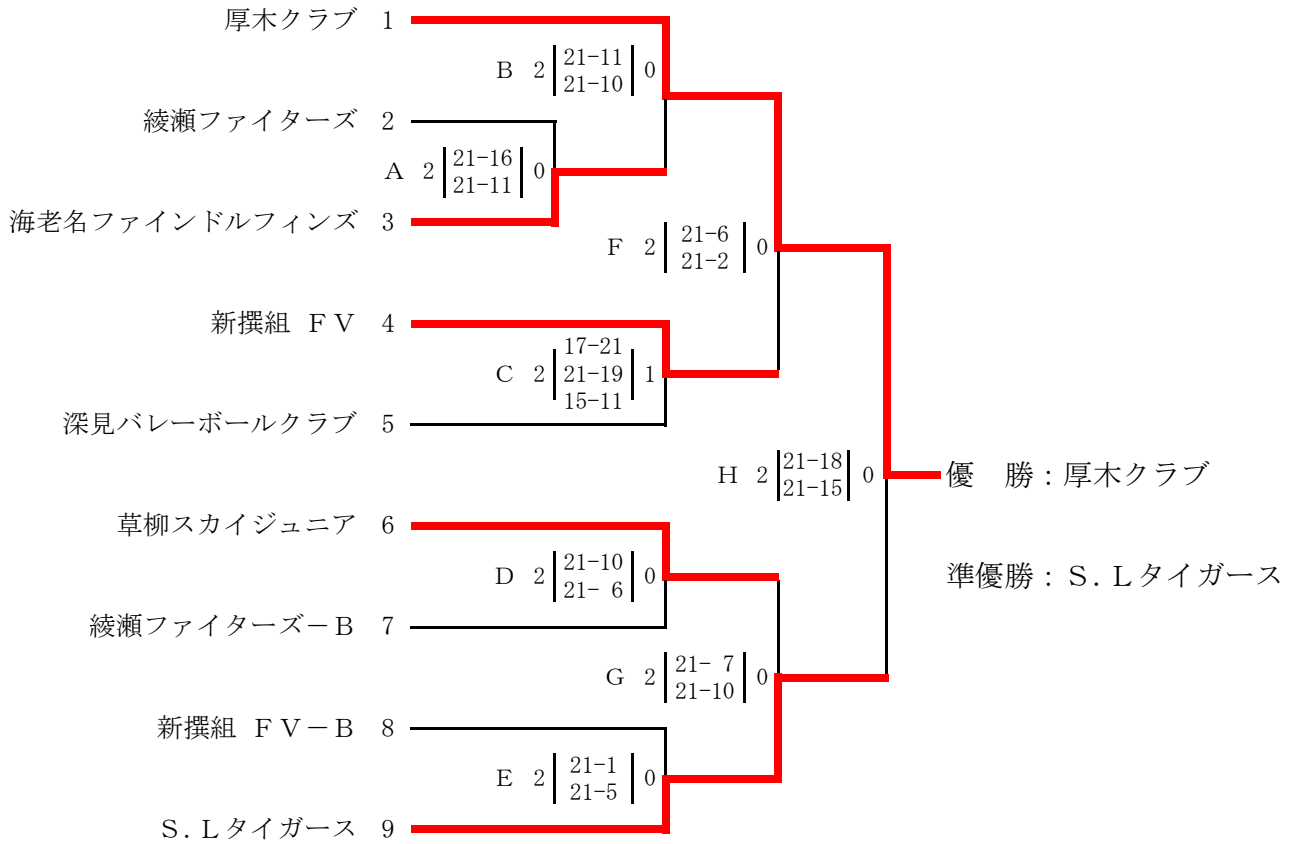 厚木クラブ 1
B 2 21-11 0
21-10
綾瀬ファイターズ 2
A 2 21-16 0
21-11
海老名ファインドルフィンズ 3
F 2 21-6 0
21-2
新撰組 ＦＶ 4
17-21
C 2 21-19 1
15-11
深見バレーボールクラブ 5
H 2 21-18 0
21-15
優　勝：厚木クラブ
草柳スカイジュニア 6
D 2 21-10 0
21- 6
準優勝：Ｓ.Ｌタイガース
綾瀬ファイターズ－Ｂ 7
G 2 21- 7 0
21-10
新撰組 ＦＶ－Ｂ 8
E 2 21-1 0
21-5
Ｓ.Ｌタイガース 9